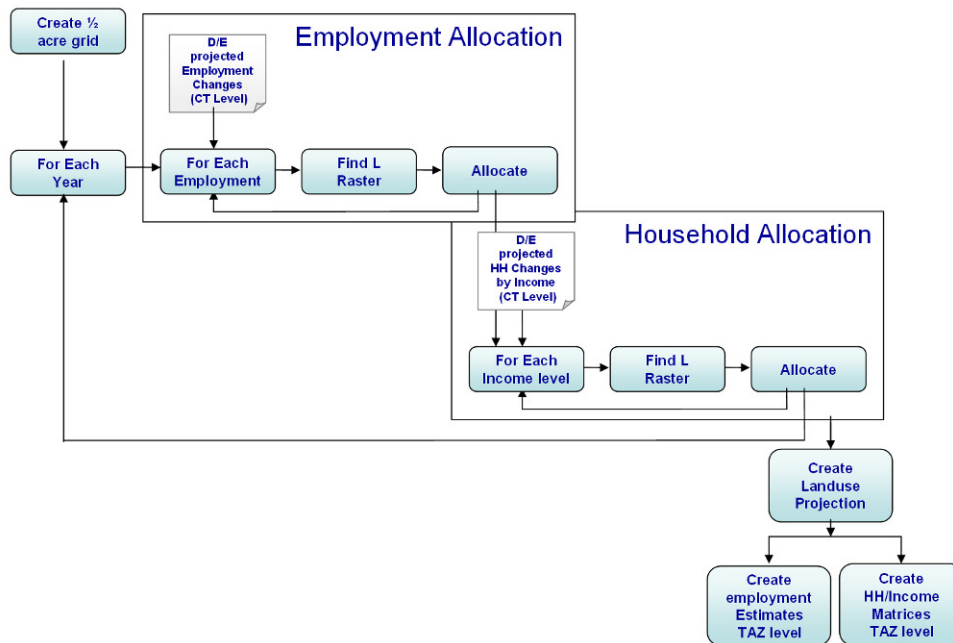 Create ½
acre grid
Employment Allocation
D/E
projected
Employment
Changes
(CT Level)
For Each
Year
For Each
Employment
Find L
Raster
Allocate
Household Allocation
D/E
projected
HH Changes
by Income
(CT Level)
For Each
Income level
Find L
Raster
Allocate
Create
Landuse
Projection
Create
employment
Estimates
TAZ level
Create
HH/Income
Matrices
TAZ level